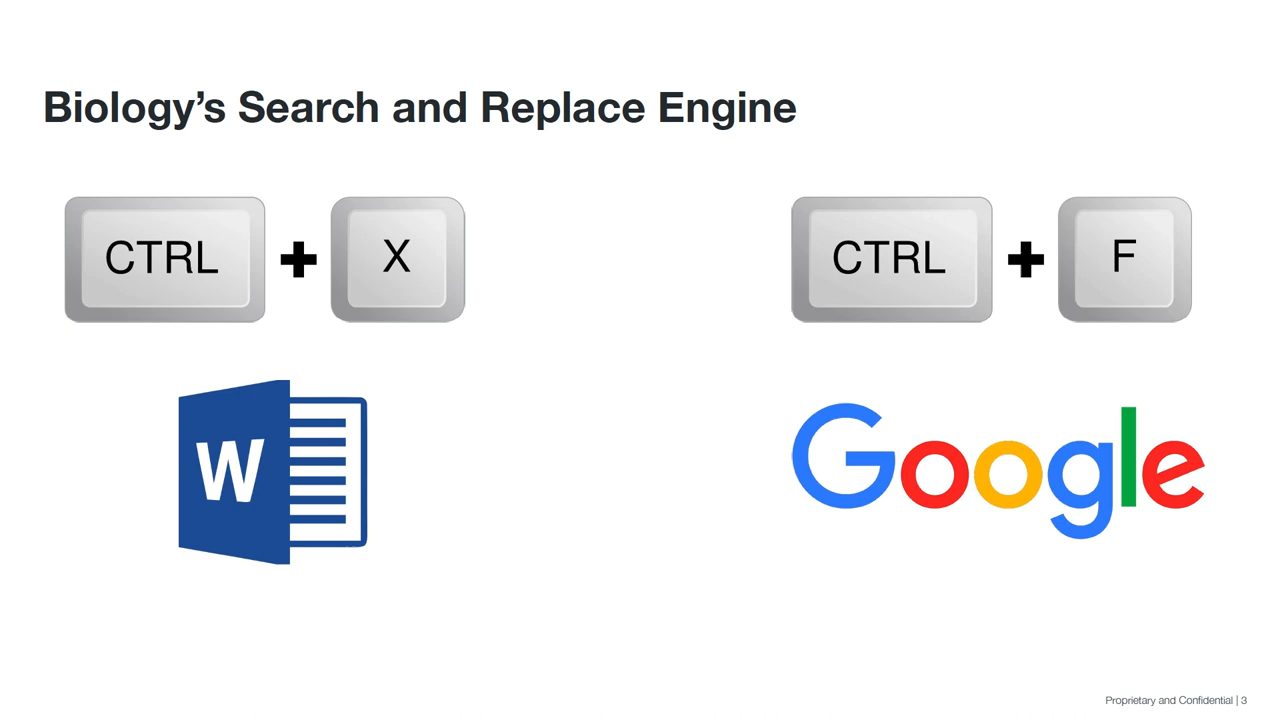 Biology’s Search and Replace Engine
CTRL + X
CTRL + F
W
Google
Proprietary and Confidential | 3